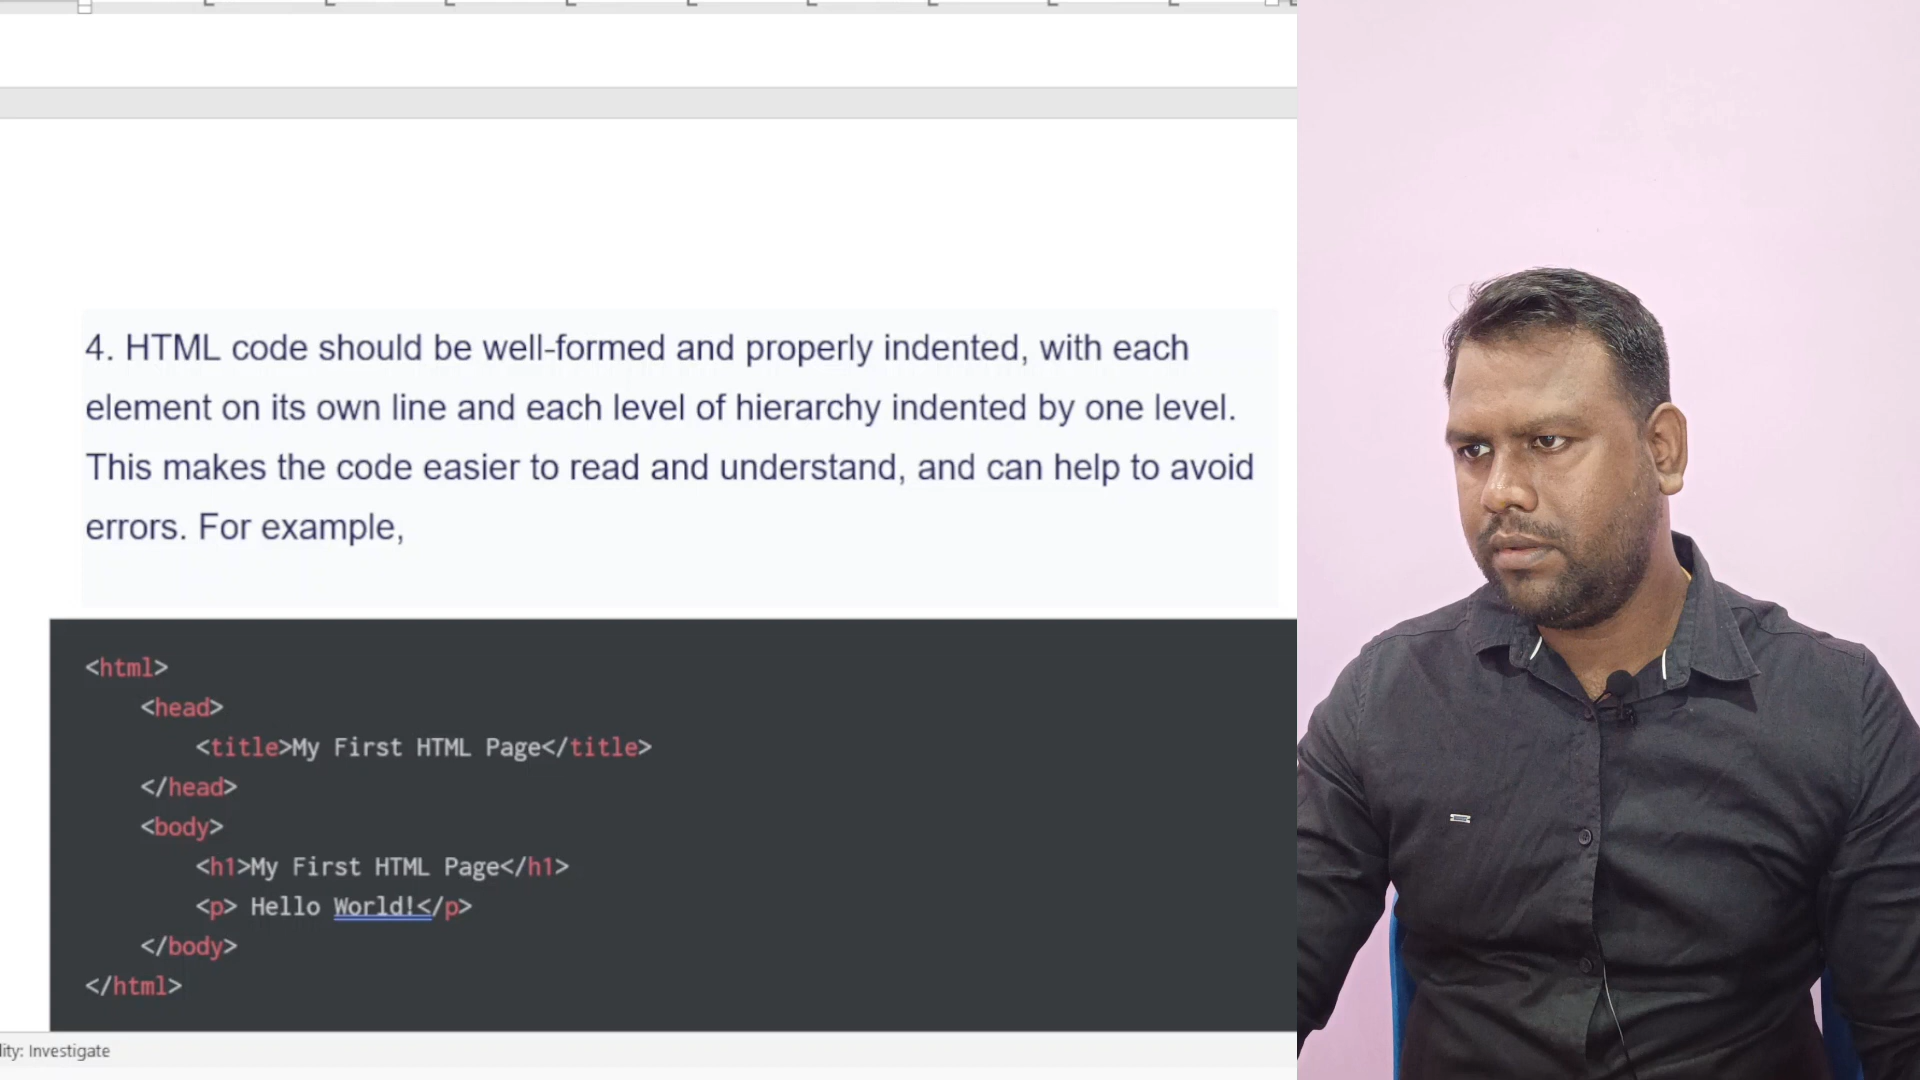 4. HTML code should be well-formed and properly indented, with each
element on its own line and each level of hierarchy indented by one level.
This makes the code easier to read and understand, and can help to avoid
errors. For example,
<html>
<head>
<title>My First HTML Page</title>
</head>
<body>
<h1>My First HTML Page</h1>
<p> Hello World!</p>
</body>
</html>
lity: Investigate